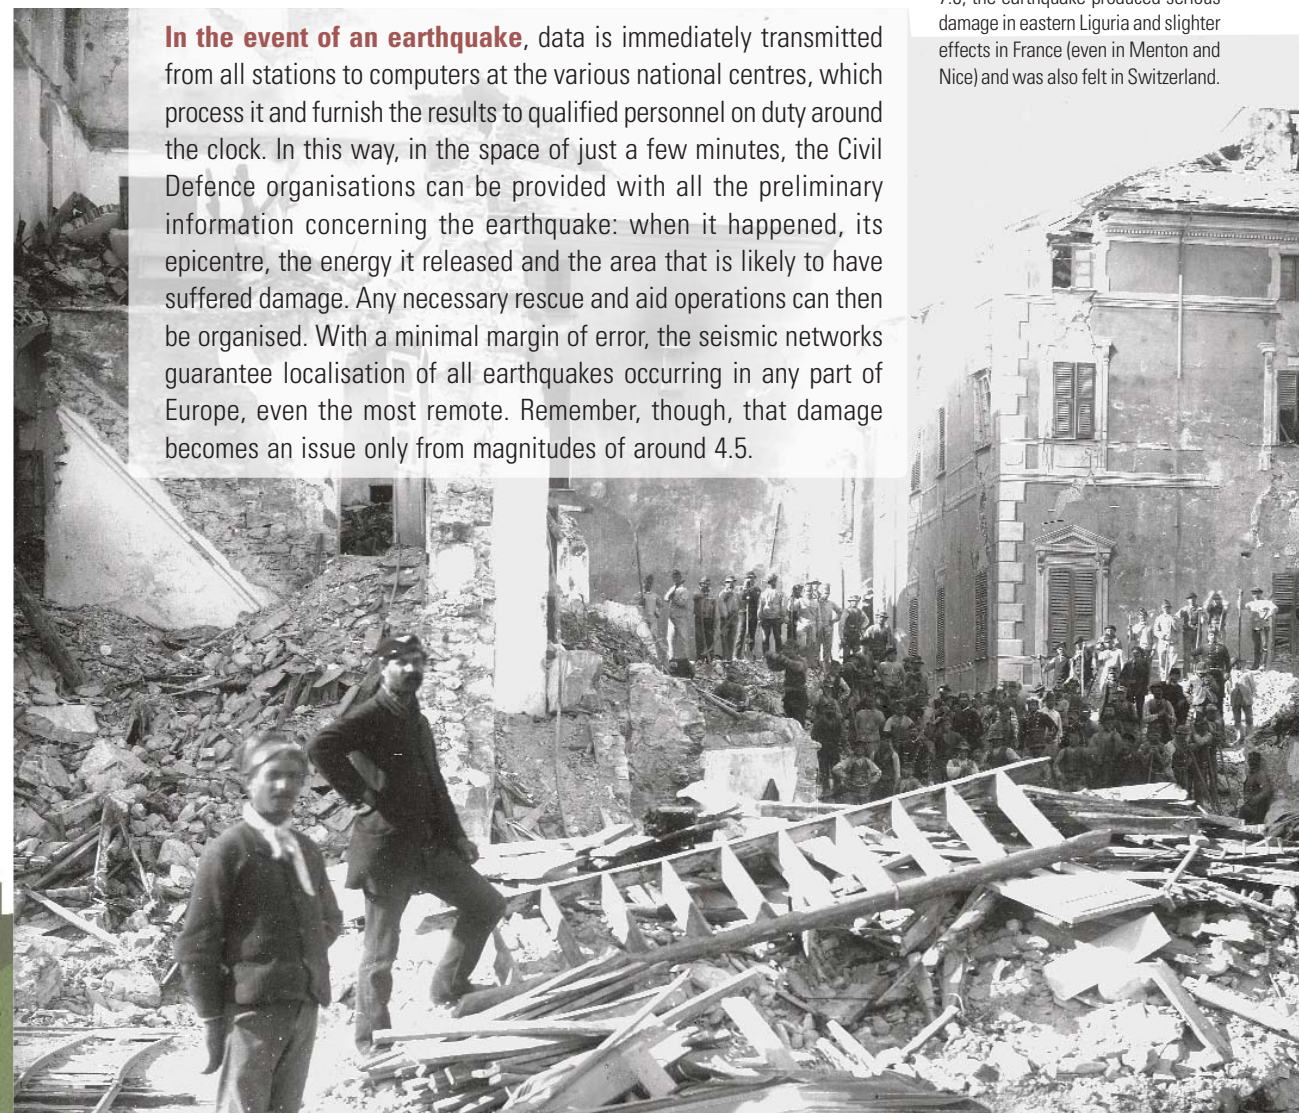 In the event of an earthquake, data is immediately transmitted
from all stations to computers at the various national centres, which
process it and furnish the results to qualified personnel on duty around
the clock. In this way, in the space of just a few minutes, the Civil
Defence organisations can be provided with all the preliminary
information concerning the earthquake: when it happened, its
epicentre, the energy it released and the area that is likely to have
suffered damage. Any necessary rescue and aid operations can then
be organised. With a minimal margin of error, the seismic networks
guarantee localisation of all earthquakes occurring in any part of
Europe, even the most remote. Remember, though, that damage
becomes an issue only from magnitudes of around 4.5.
the earthquake produced serious
damage in eastern Liguria and slighter
effects in France (even in Menton and
Nice) and was also felt in Switzerland.